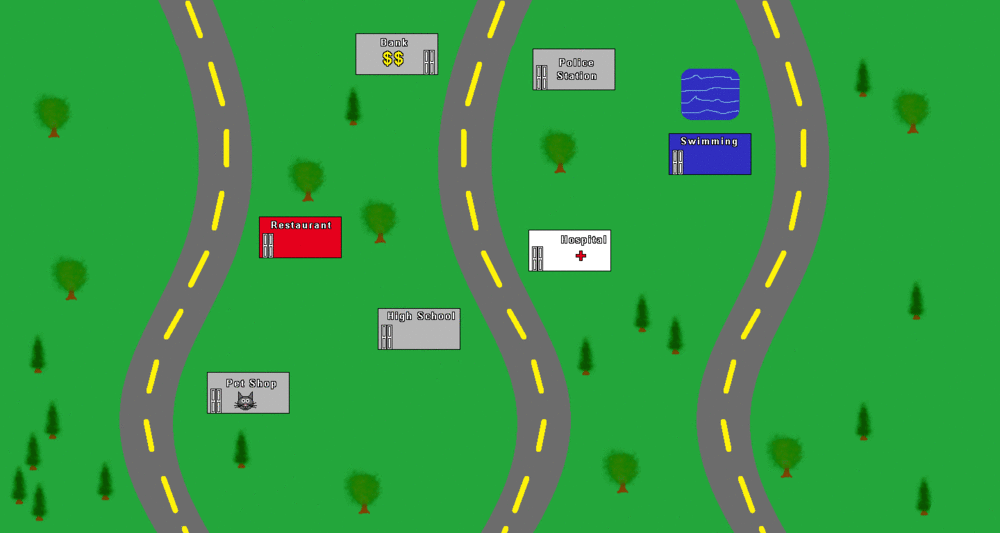 Bank
$$
Police
Station
Swimming
Restaurant
Hospital
High School
Pet Shop